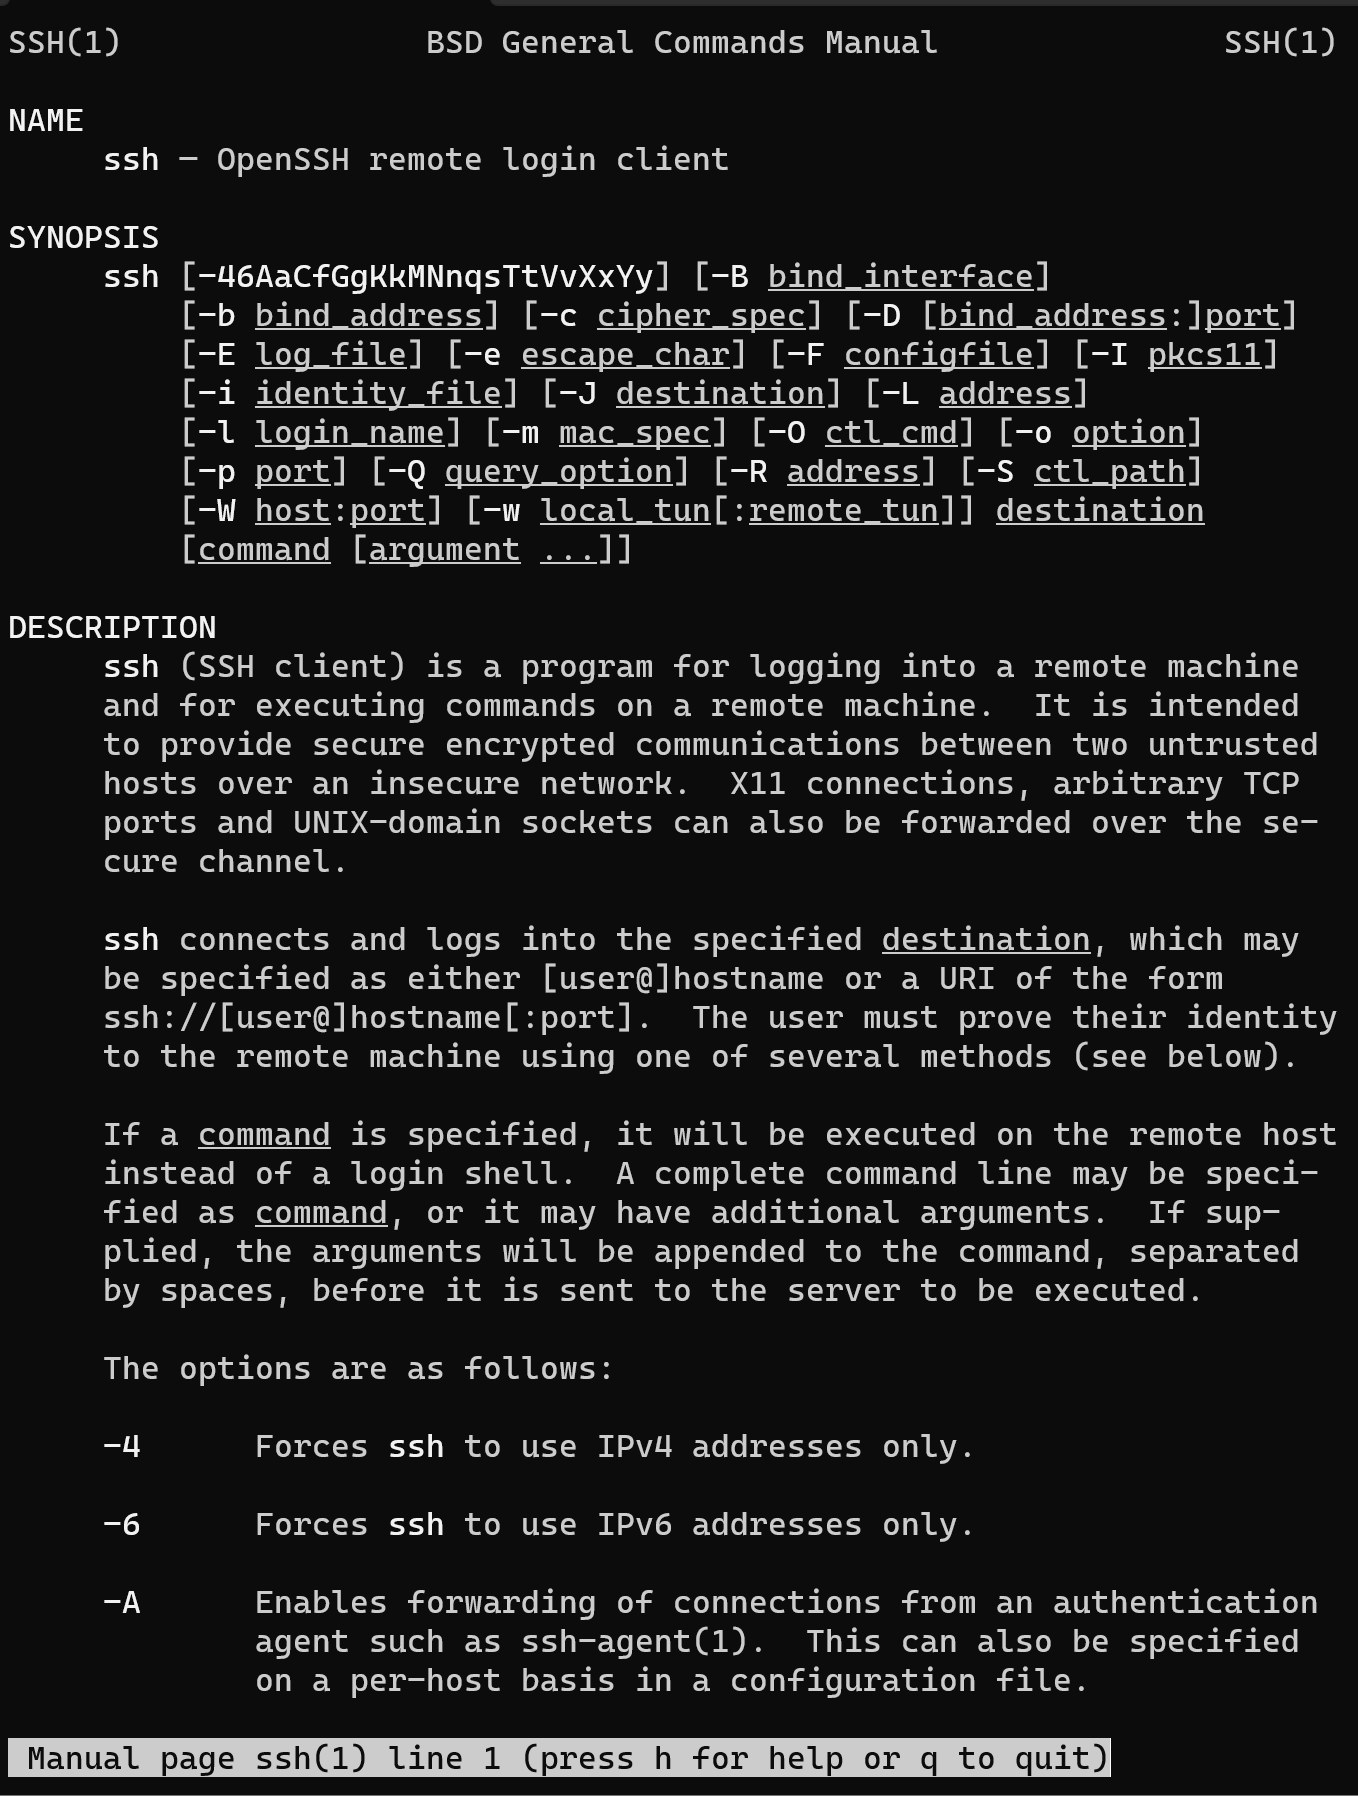 SSH(1) BSD General Commands Manual SSH(1)
NAME
ssh — OpenSSH remote login client
SYNOPSIS
ssh [-46AaCfGgKkMNnqsTtVvXxYy] [-B bind_interface]
[-b bind_address] [-c cipher_spec] [-D [bind_address:]port]
[-E log_file] [-e escape_char] [-F configfile] [-I pkcs11]
[-i identity_file] [-J destination] [-L address]
[-l login_name] [-m mac_spec] [-O ctl_cmd] [-o option]
[-p port] [-Q query_option] [-R address] [-S ctl_path]
[-W host:port] [-w local_tun[:remote_tun]] destination
[command [argument ...]]
DESCRIPTION
ssh (SSH client) is a program for logging into a remote machine
and for executing commands on a remote machine.  It is intended
to provide secure encrypted communications between two untrusted
hosts over an insecure network.  X11 connections, arbitrary TCP
ports and UNIX-domain sockets can also be forwarded over the se-
cure channel.
ssh connects and logs into the specified destination, which may
be specified as either [user@]hostname or a URI of the form
ssh://[user@]hostname[:port].  The user must prove their identity
to the remote machine using one of several methods (see below).
If a command is specified, it will be executed on the remote host
instead of a login shell.  A complete command line may be speci-
fied as command, or it may have additional arguments.  If sup-
plied, the arguments will be appended to the command, separated
by spaces, before it is sent to the server to be executed.
The options are as follows:
-4 Forces ssh to use IPv4 addresses only.
-6 Forces ssh to use IPv6 addresses only.
-A Enables forwarding of connections from an authentication
agent such as ssh-agent(1).  This can also be specified
on a per-host basis in a configuration file.
Manual page ssh(1) line 1 (press h for help or q to quit)